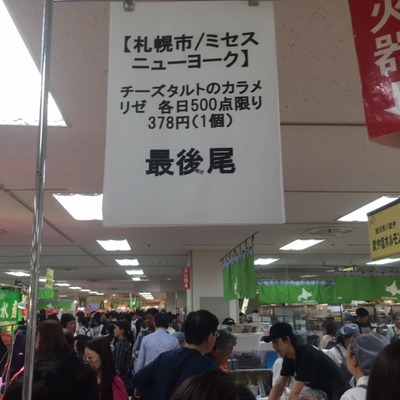 【札幌市/ミセス
ニューヨーク】
チーズタルトのカラメ
リゼ 各日500点限り
378円(1個)
最後尾
火
器